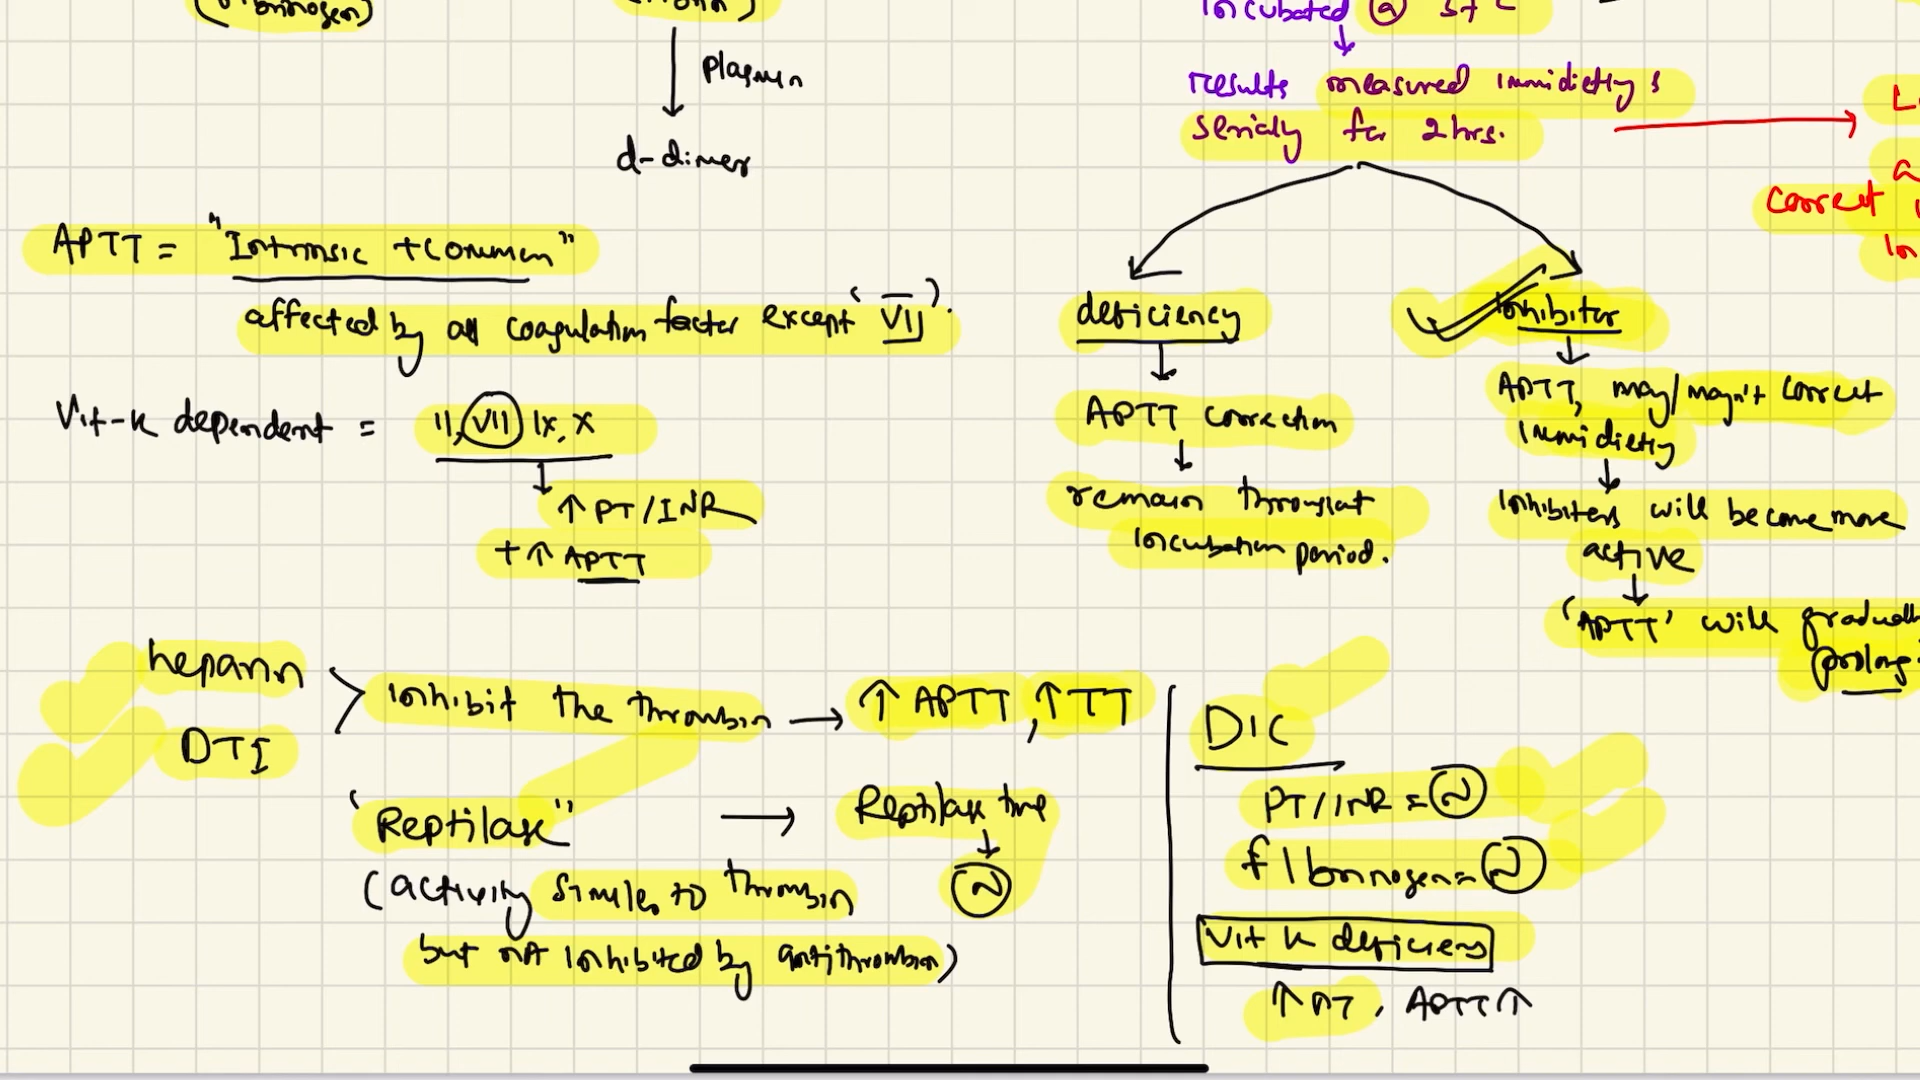 (fibrinogen)
Plasmin
d-dimer
APTT = "Intrinsic + Common"
affected by all coagulation factor except 'VII'.
Vit-K dependent = II, VII IX, X
↑ PT/INR
+ ↑ APTT
heparin
DTI
inhibit the thrombin → ↑ APTT, ↑ TT
'Reptilase" → Reptilase time
N
(activity similar to thrombin
but not inhibited by antithrombin)
incubated @ 37°C
results measured immidietly &
serialy for 2 hrs.
correct
deficiency
APTT correction
remain throughout
incubation period.
inhibitor
APTT, may/mayn't correct
immidietly
Inhibitors will become more
active
'APTT' will gradually
prolong
DIC
PT/INR = N
fibrinogen = N
Vit K deficiency
↑ PT, APTT ↑